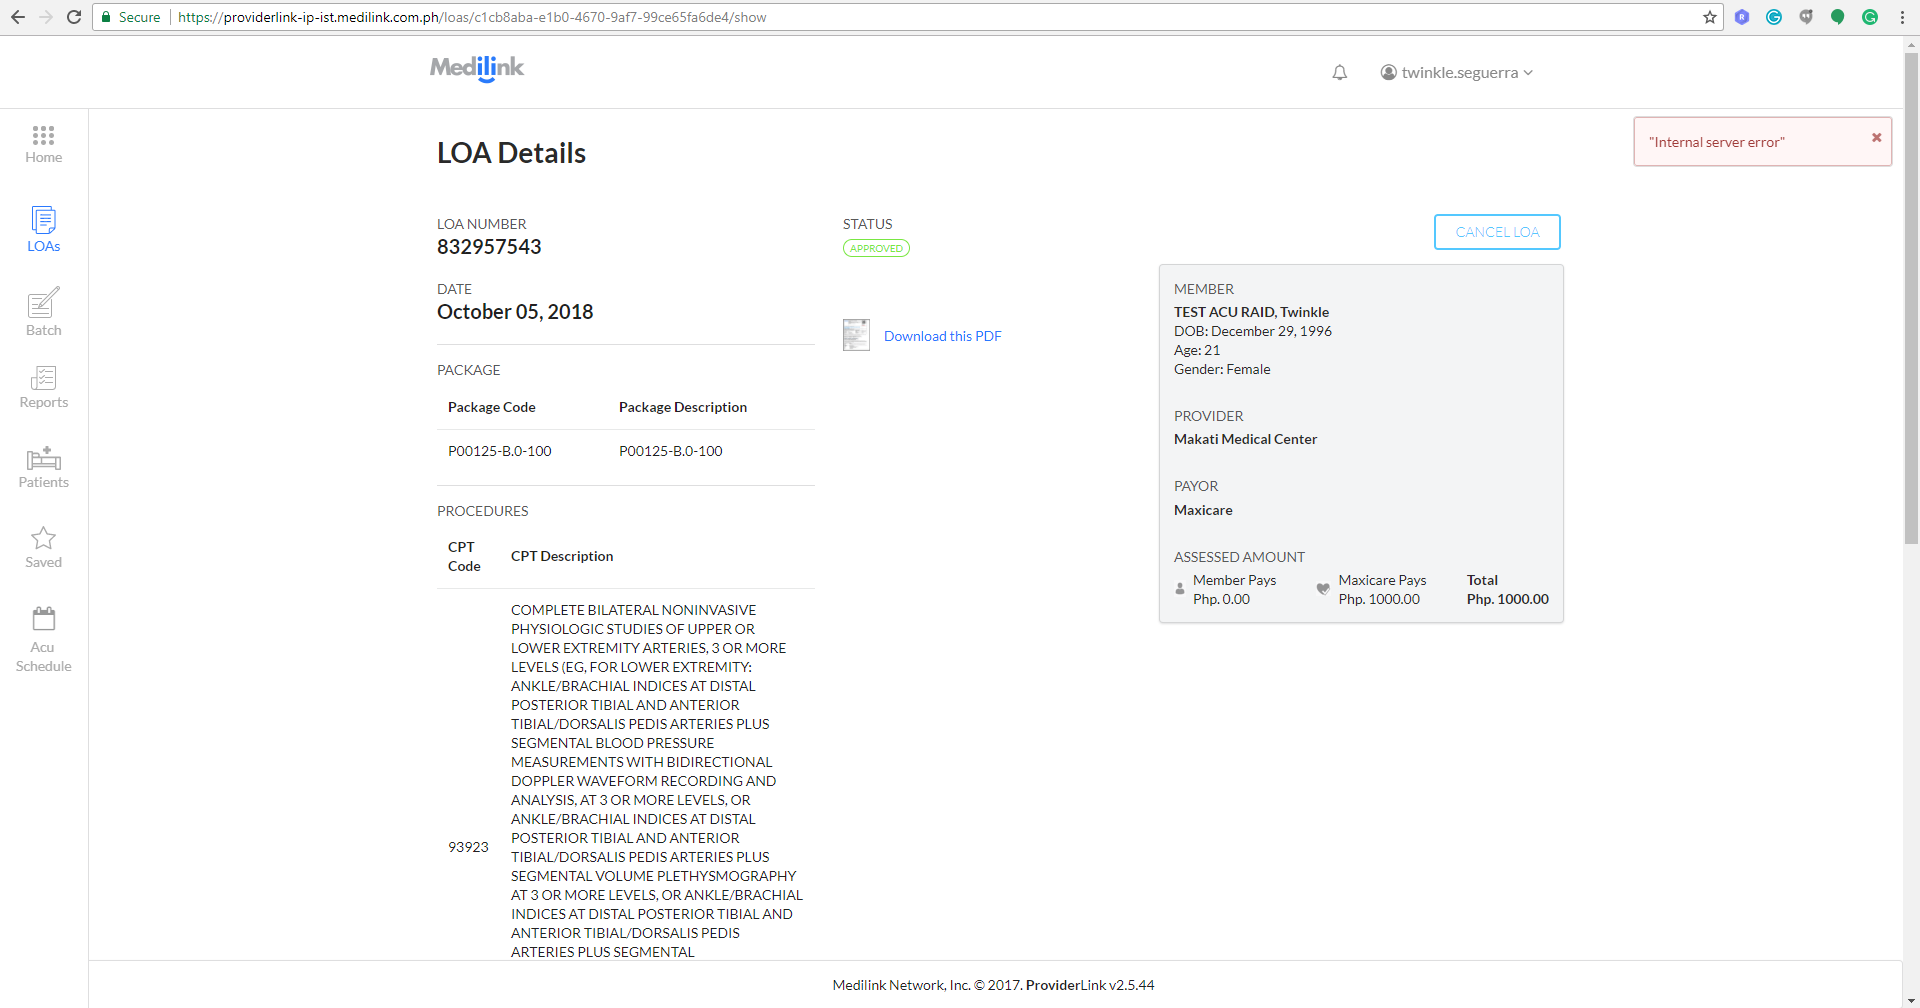 Secure https://providerlink-ip-ist.medilink.com.ph/loas/c1cb8aba-e1b0-4670-9af7-99ce65fa6de4/show
Medilink
twinkle.seguerra
Home
LOAs
Batch
Reports
Patients
Saved
Acu
Schedule
"Internal server error"
LOA Details
LOA NUMBER
832957543
DATE
October 05, 2018
STATUS
APPROVED
Download this PDF
CANCEL LOA
PACKAGE
Package Code Package Description
P00125-B.0-100 P00125-B.0-100
PROCEDURES
CPT
Code
CPT Description
93923
COMPLETE BILATERAL NONINVASIVE
PHYSIOLOGIC STUDIES OF UPPER OR
LOWER EXTREMITY ARTERIES, 3 OR MORE
LEVELS (EG, FOR LOWER EXTREMITY:
ANKLE/BRACHIAL INDICES AT DISTAL
POSTERIOR TIBIAL AND ANTERIOR
TIBIAL/DORSALIS PEDIS ARTERIES PLUS
SEGMENTAL BLOOD PRESSURE
MEASUREMENTS WITH BIDIRECTIONAL
DOPPLER WAVEFORM RECORDING AND
ANALYSIS, AT 3 OR MORE LEVELS, OR
ANKLE/BRACHIAL INDICES AT DISTAL
POSTERIOR TIBIAL AND ANTERIOR
TIBIAL/DORSALIS PEDIS ARTERIES PLUS
SEGMENTAL VOLUME PLETHYSMOGRAPHY
AT 3 OR MORE LEVELS, OR ANKLE/BRACHIAL
INDICES AT DISTAL POSTERIOR TIBIAL AND
ANTERIOR TIBIAL/DORSALIS PEDIS
ARTERIES PLUS SEGMENTAL
MEMBER
TEST ACU RAID, Twinkle
DOB: December 29, 1996
Age: 21
Gender: Female
PROVIDER
Makati Medical Center
PAYOR
Maxicare
ASSESSED AMOUNT
Member Pays Maxicare Pays Total
Php. 0.00 Php. 1000.00 Php. 1000.00
Medilink Network, Inc. © 2017. ProviderLink v2.5.44